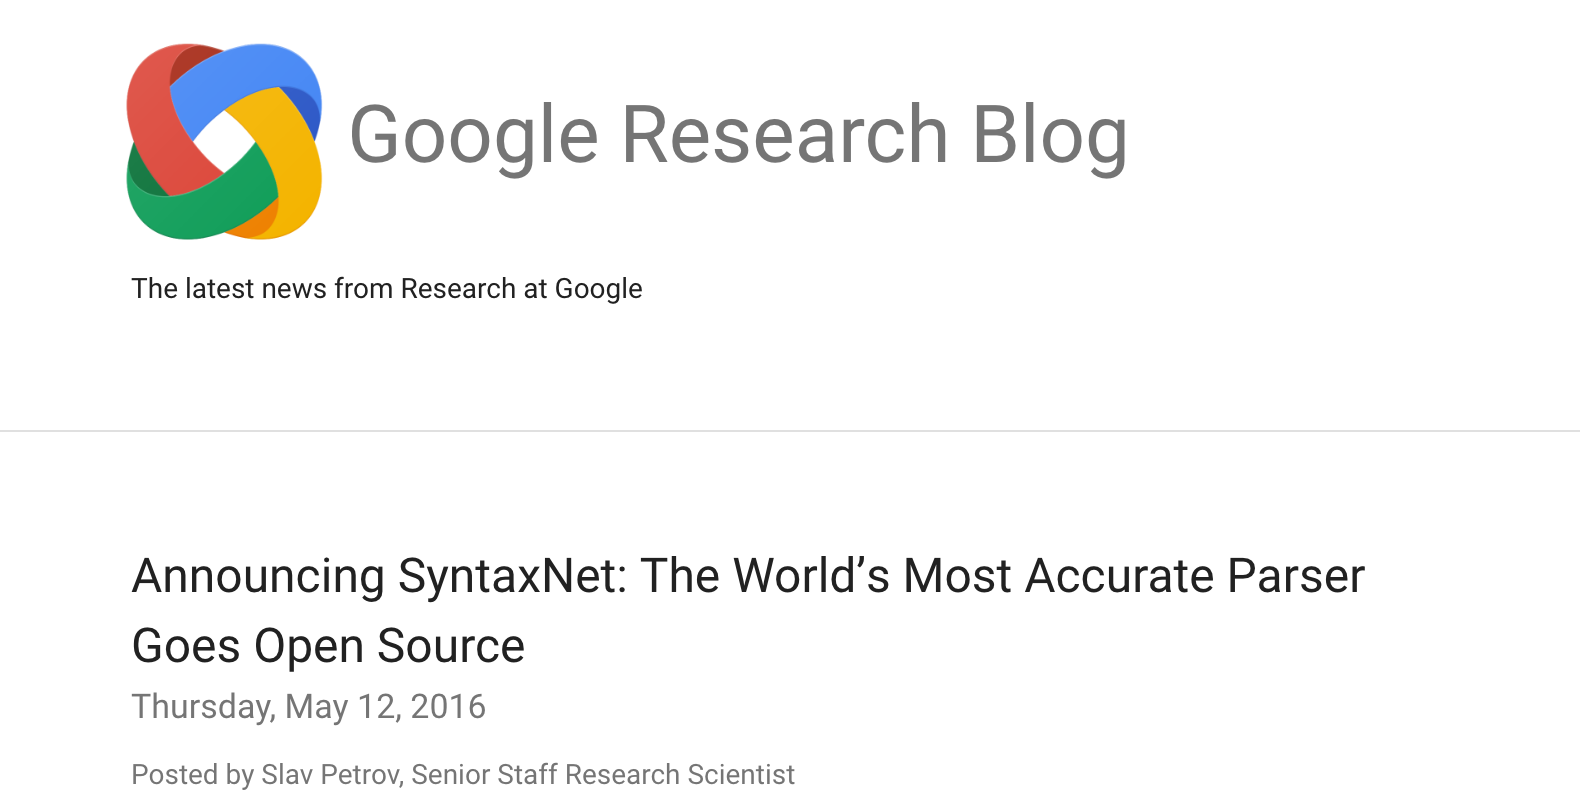 Google Research Blog
The latest news from Research at Google
Announcing SyntaxNet: The World’s Most Accurate Parser
Goes Open Source
Thursday, May 12, 2016
Posted by Slav Petrov, Senior Staff Research Scientist